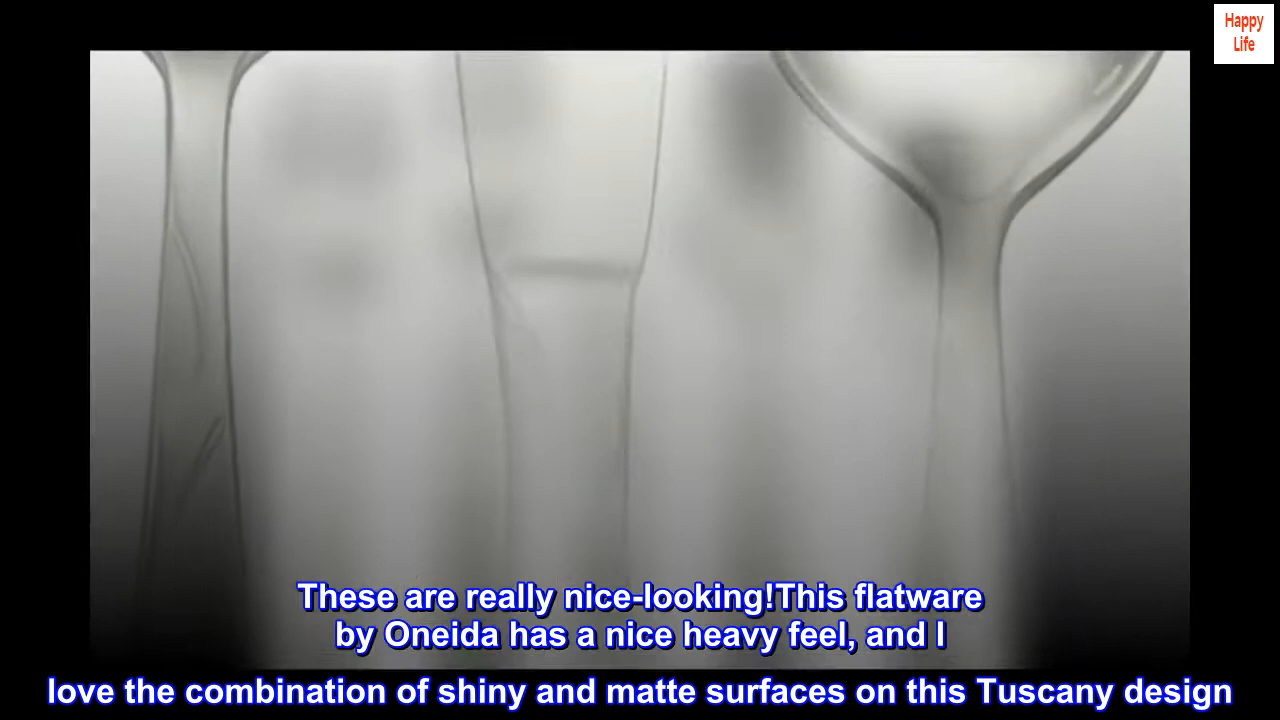 Happy
Life
These are really nice-looking!This flatware
by Oneida has a nice heavy feel, and I
love the combination of shiny and matte surfaces on this Tuscany design